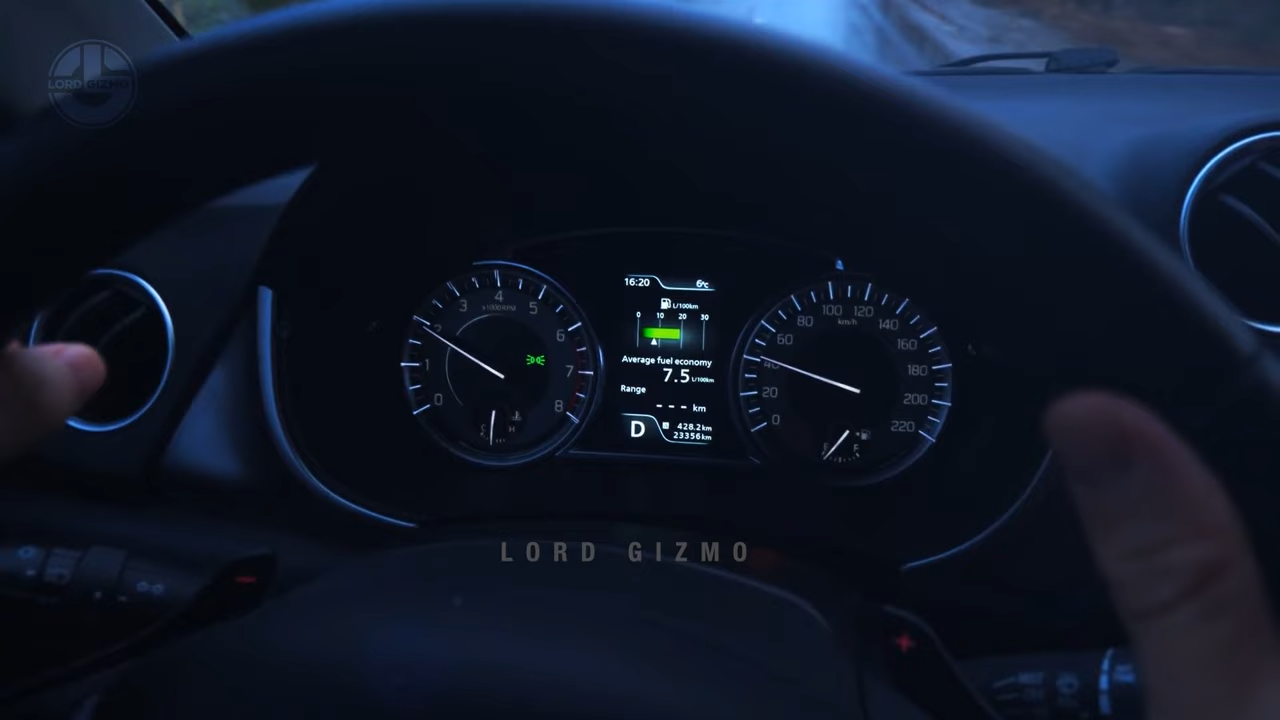 LORD GIZMO
16:20 6°C
L/100km
0 10 20 30
Average fuel economy
7.5 L/100km
Range
--- km
D
428.2 km
23356 km
0 1 2 3 4 5 6 7 8
x1000RPM
C H
0 20 40 60 80 100 120 140 160 180 200 220
km/h
E F
LORD GIZMO